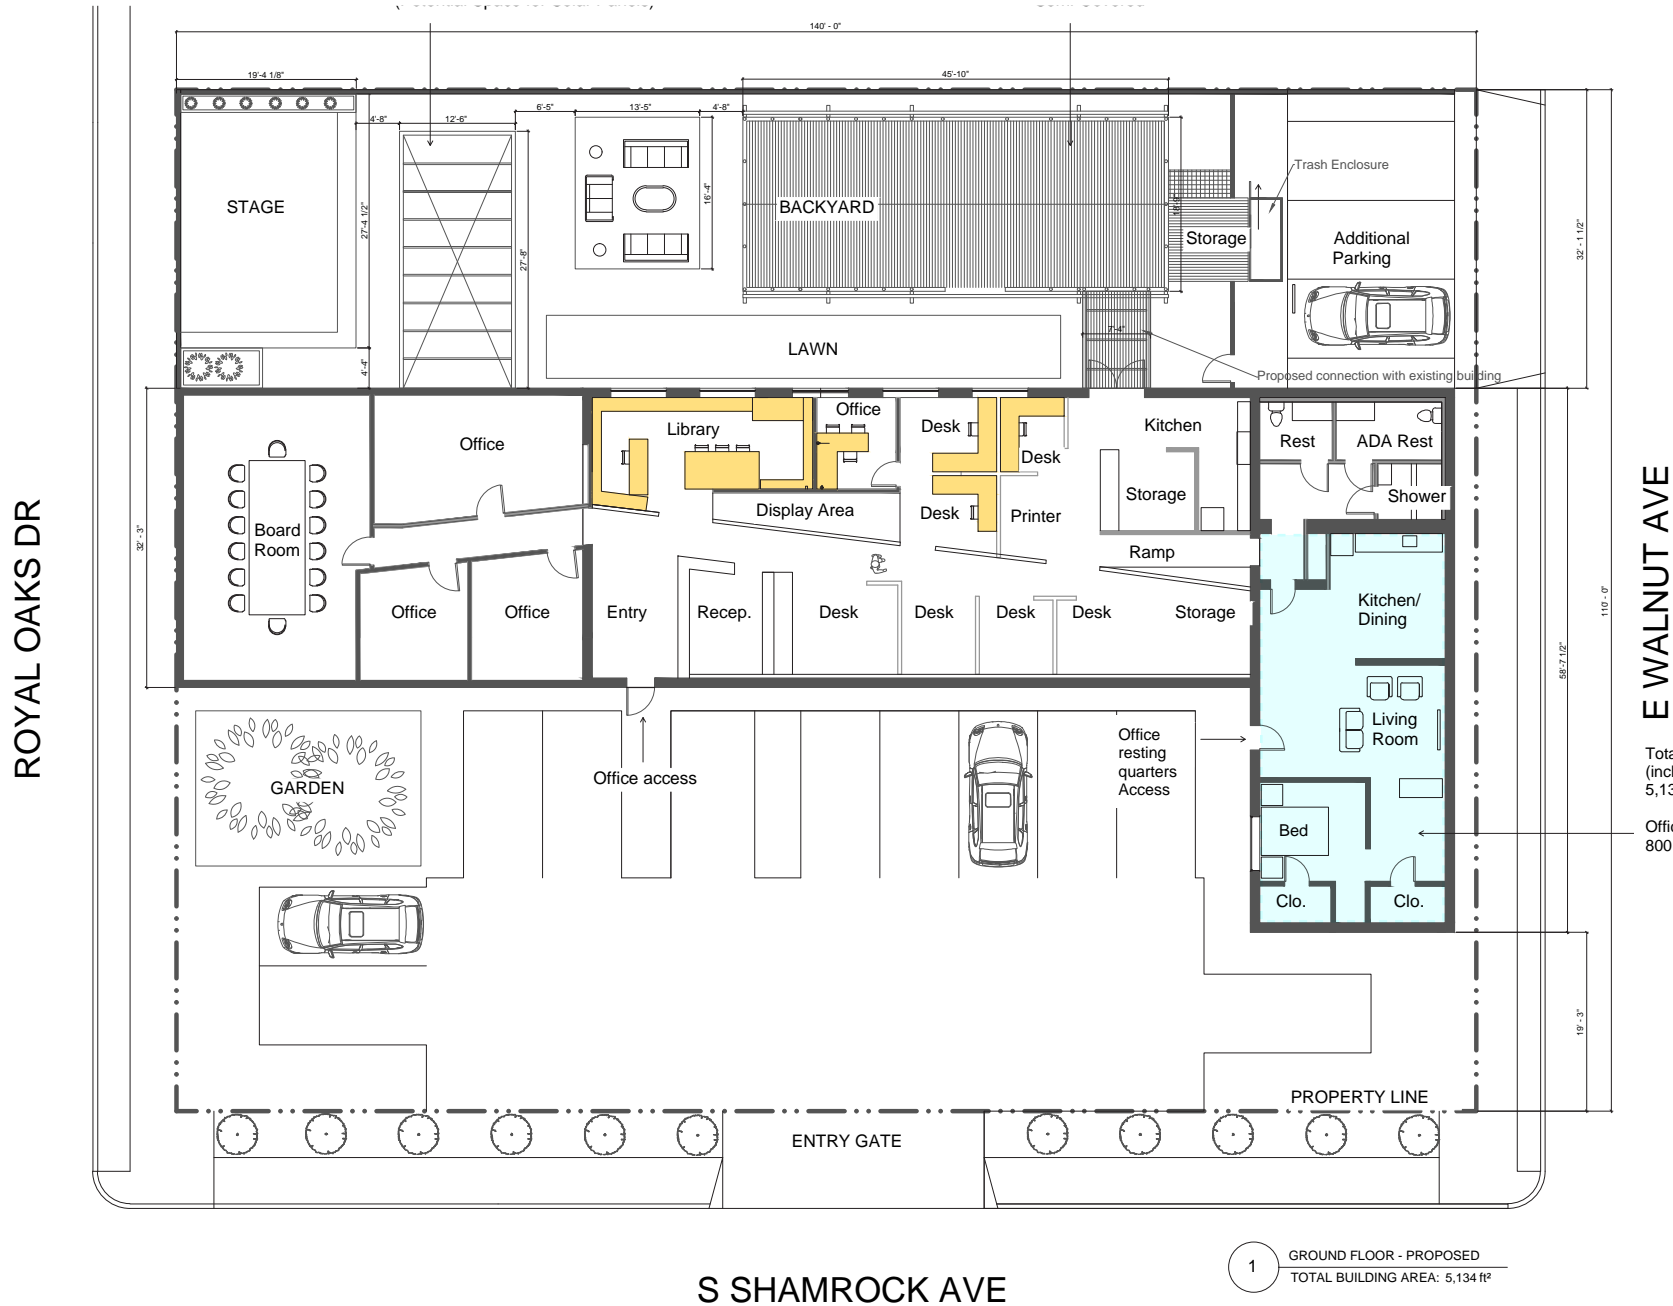 140' - 0"
19'-4 1/8"
45'-10"
6'-5"
13'-5"
4'-8"
4'-8"
12'-6"
Trash Enclosure
STAGE
BACKYARD
16'-4"
27'-4 1/2"
27'-8"
Storage
Additional
Parking
32' - 1 1/2"
7'-4"
LAWN
4'-4"
Proposed connection with existing building
Office
Library
Office
Desk
Desk
Kitchen
Rest
ADA Rest
Board
Room
Display Area
Desk
Printer
Storage
Shower
32' - 3"
Ramp
Office
Office
Entry
Recep.
Desk
Desk
Desk
Desk
Storage
Kitchen/
Dining
110' - 0"
58'-7 1/2"
ROYAL OAKS DR
E WALNUT AVE
Living
Room
Office
resting
quarters
Access
Office access
GARDEN
Bed
Clo.
Clo.
800
19' - 3"
PROPERTY LINE
ENTRY GATE
1
GROUND FLOOR - PROPOSED
TOTAL BUILDING AREA: 5,134 ft²
S SHAMROCK AVE